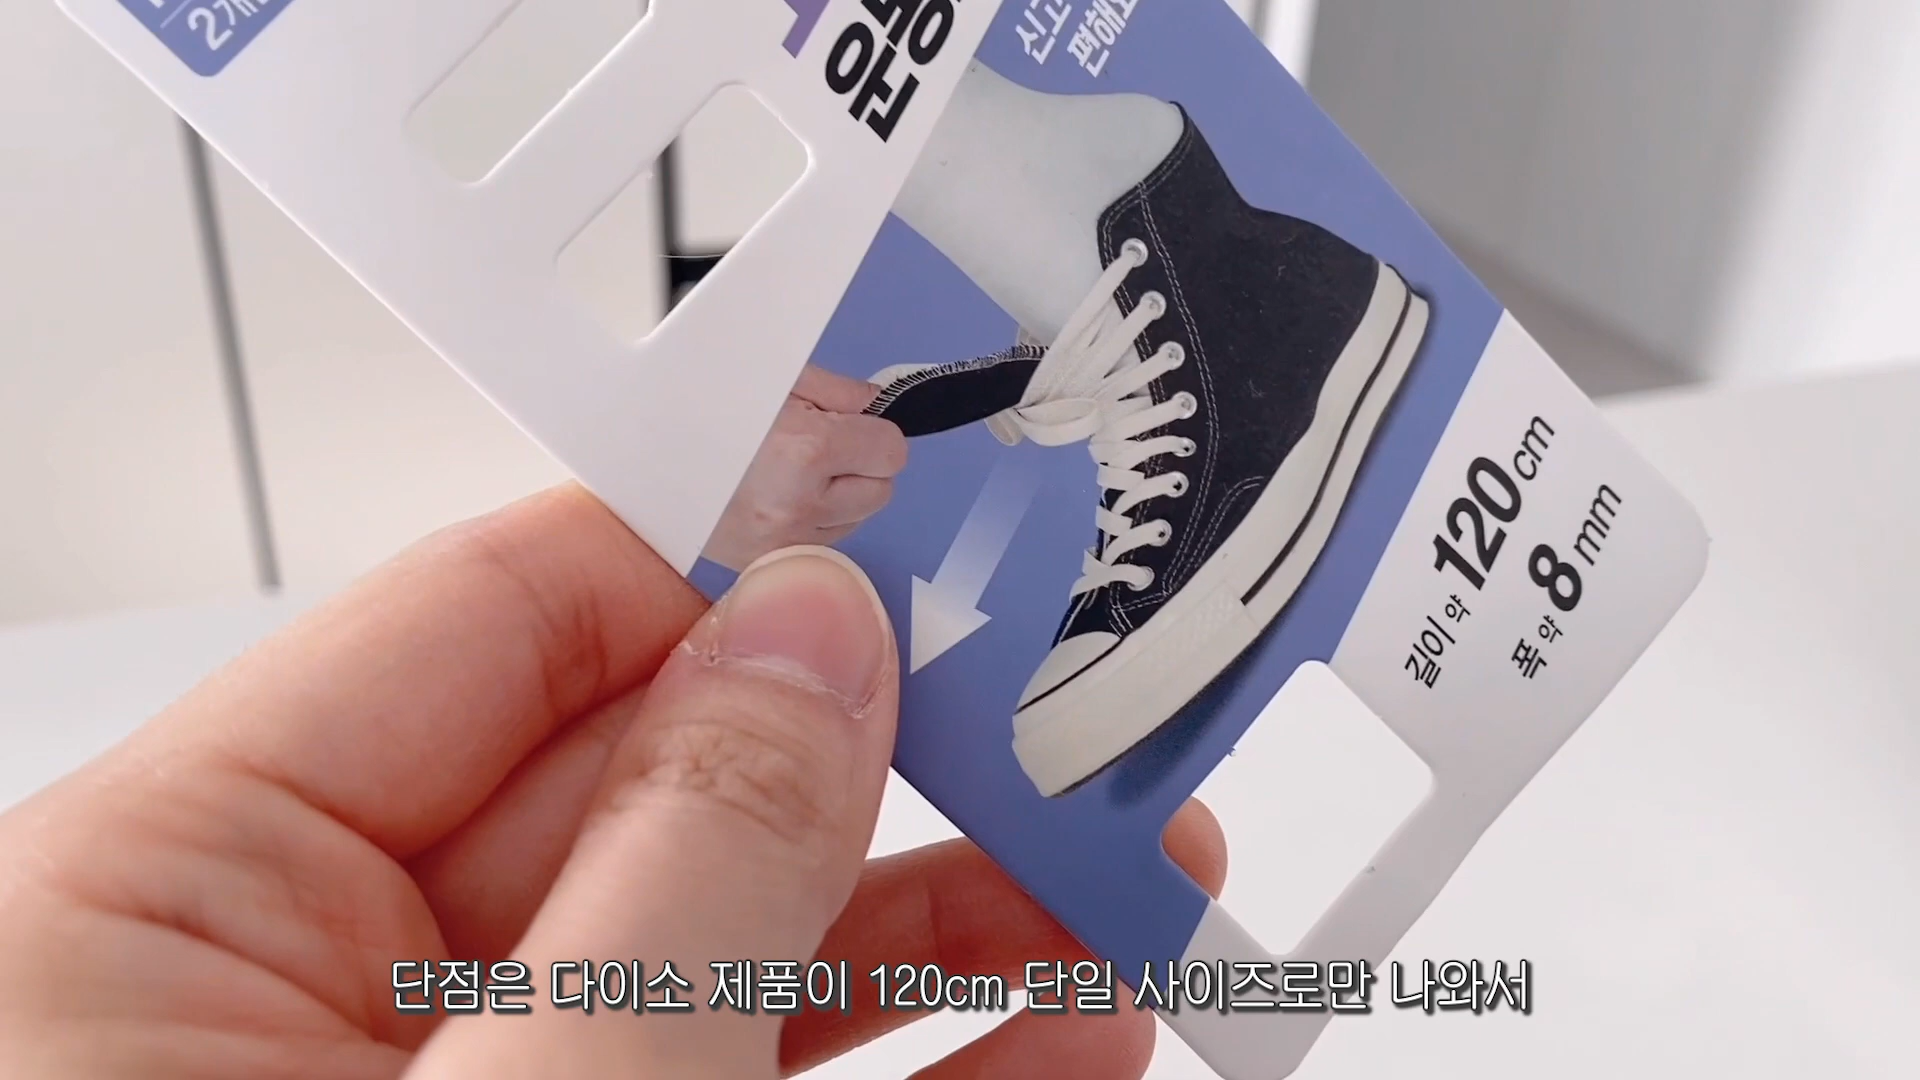 2개
운동
신고
편해요
길이 약 120cm
폭 약 8mm
단점은 다이소 제품이 120cm 단일 사이즈로만 나와서